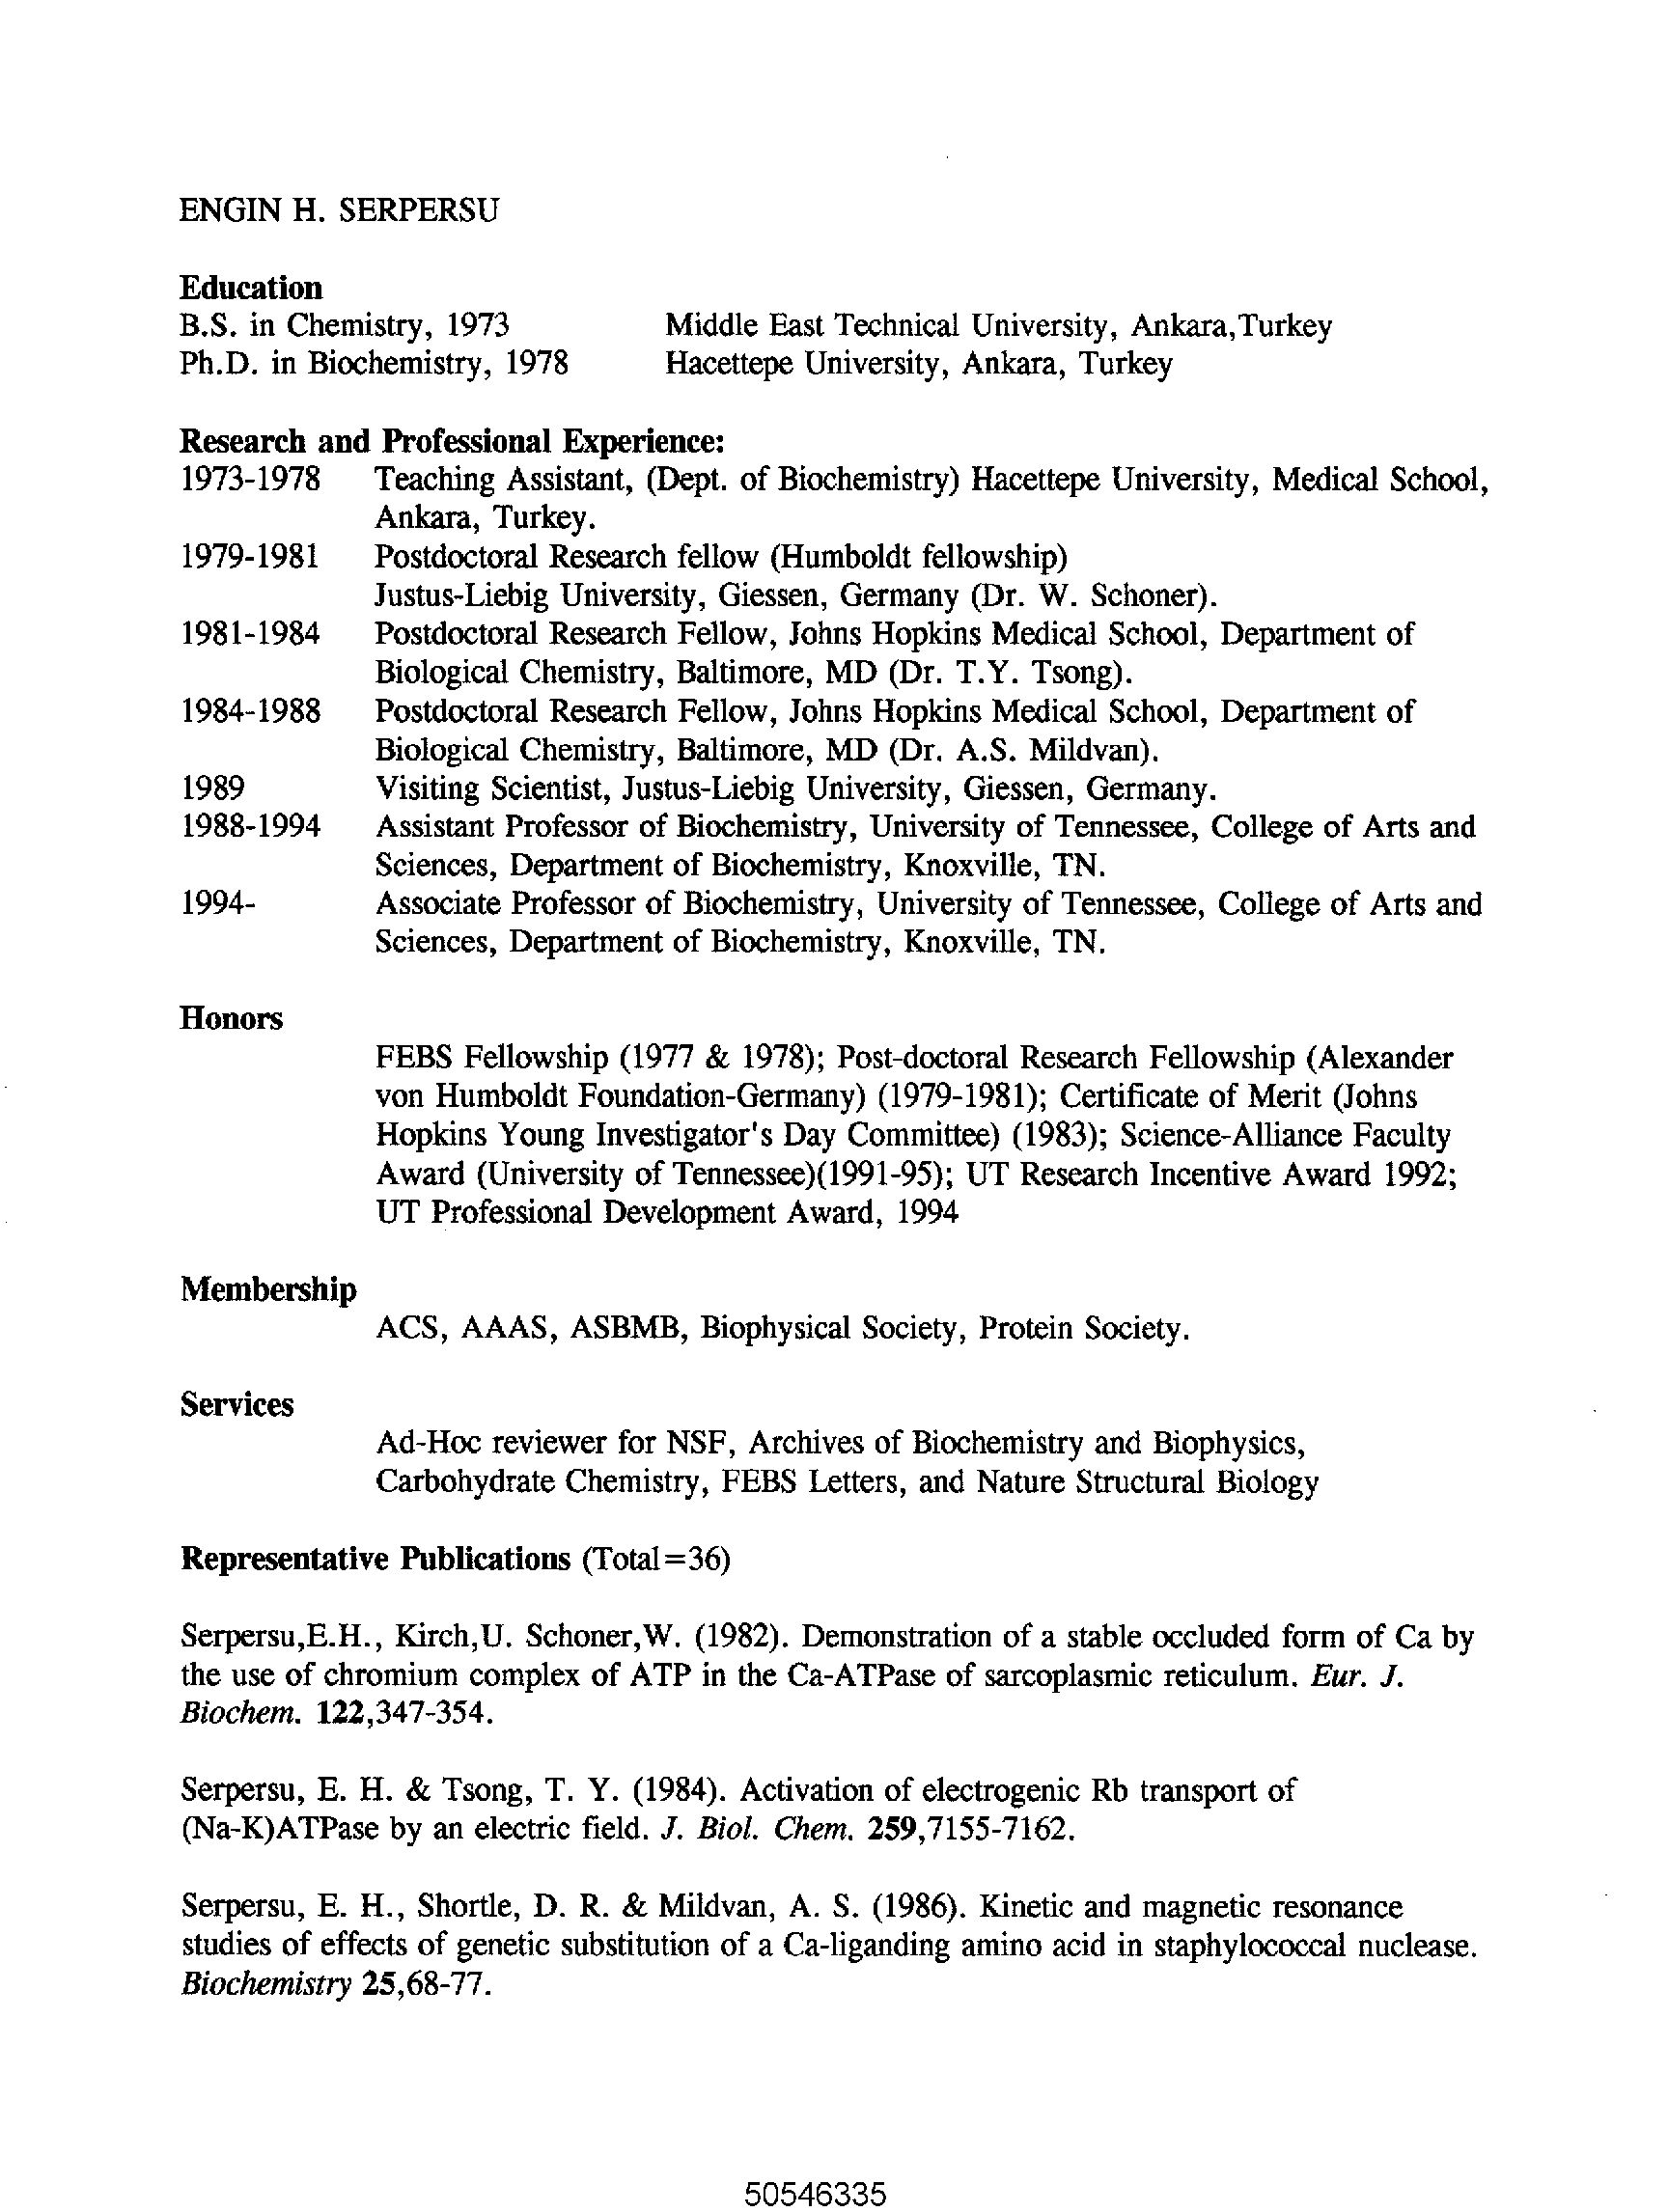 ENGIN H. SERPERSU
Education
B.S. in Chemistry, 1973 Middle East Technical University, Ankara,Turkey
Ph.D. in Biochemistry, 1978 Hacettepe University, Ankara, Turkey
Research and Professional Experience:
1973-1978 Teaching Assistant, (Dept. of Biochemistry) Hacettepe University, Medical School,
Ankara, Turkey.
1979-1981 Postdoctoral Research fellow (Humboldt fellowship)
Justus-Liebig University, Giessen, Germany (Dr. W. Schoner).
1981-1984 Postdoctoral Research Fellow, Johns Hopkins Medical School, Department of
Biological Chemistry, Baltimore, MD (Dr. T.Y. Tsong).
1984-1988 Postdoctoral Research Fellow, Johns Hopkins Medical School, Department of
Biological Chemistry, Baltimore, MD (Dr. A.S. Mildvan).
1989 Visiting Scientist, Justus-Liebig University, Giessen, Germany.
1988-1994 Assistant Professor of Biochemistry, University of Tennessee, College of Arts and
Sciences, Department of Biochemistry, Knoxville, TN.
1994- Associate Professor of Biochemistry, University of Tennessee, College of Arts and
Sciences, Department of Biochemistry, Knoxville, TN.
Honors
FEBS Fellowship (1977 & 1978); Post-doctoral Research Fellowship (Alexander
von Humboldt Foundation-Germany) (1979-1981); Certificate of Merit (Johns
Hopkins Young Investigator's Day Committee) (1983); Science-Alliance Faculty
Award (University of Tennessee)(1991-95); UT Research Incentive Award 1992;
UT Professional Development Award, 1994
Membership
ACS, AAAS, ASBMB, Biophysical Society, Protein Society.
Services
Ad-Hoc reviewer for NSF, Archives of Biochemistry and Biophysics,
Carbohydrate Chemistry, FEBS Letters, and Nature Structural Biology
Representative Publications (Total=36)
Serpersu,E.H., Kirch,U. Schoner,W. (1982). Demonstration of a stable occluded form of Ca by
the use of chromium complex of ATP in the Ca-ATPase of sarcoplasmic reticulum. Eur. J.
Biochem. 122,347-354.
Serpersu, E. H. & Tsong, T. Y. (1984). Activation of electrogenic Rb transport of
(Na-K)ATPase by an electric field. J. Biol. Chem. 259,7155-7162.
Serpersu, E. H., Shortle, D. R. & Mildvan, A. S. (1986). Kinetic and magnetic resonance
studies of effects of genetic substitution of a Ca-liganding amino acid in staphylococcal nuclease.
Biochemistry 25,68-77.
50546335